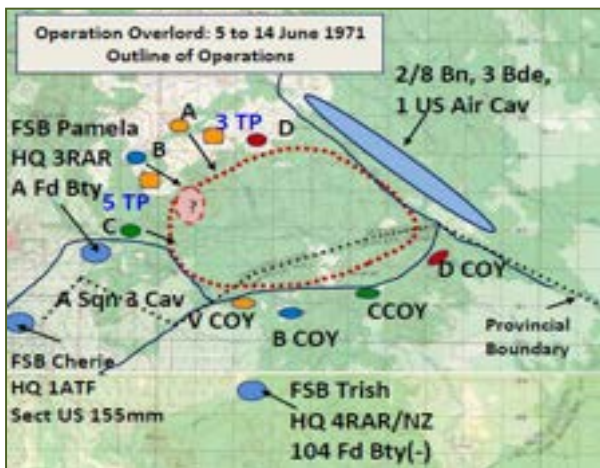 Operation Overlord: 5 to 14 June 1971
Outline of Operations
2/8 Bn, 3 Bde,
1 US Air Cav
A
3 TP
D
FSB Pamela
HQ 3RAR
A Fd Bty
B
5 TP
C
?
A Sqn & Cav
V COY
B COY
CCOY
D COY
Provincial
Boundary
FSB Cherie
HQ 1ATF
Sect US 155mm
FSB Trish
HQ 4RAR/NZ
104 Fd Bty(-)